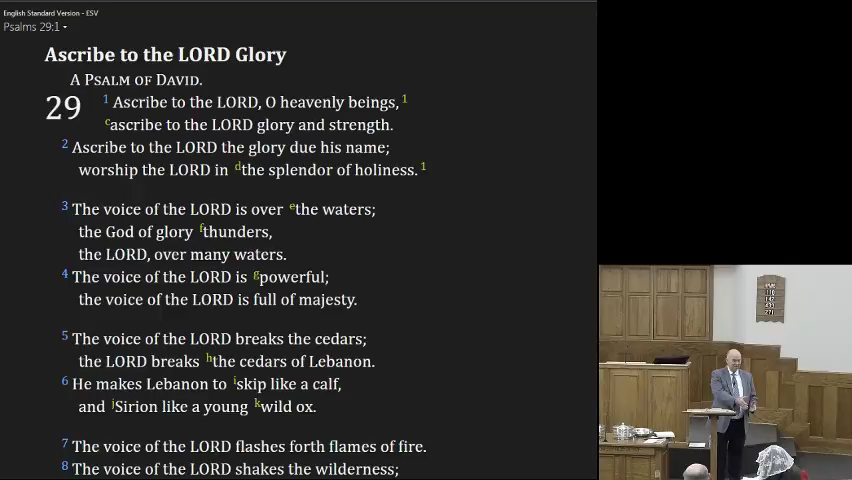 English Standard Version - ESV
Psalms 29:1
Ascribe to the LORD Glory
A PSALM OF DAVID.
29
1 Ascribe to the LORD, O heavenly beings, 1
c ascribe to the LORD glory and strength.
2 Ascribe to the LORD the glory due his name;
worship the LORD in d the splendor of holiness. 1
3 The voice of the LORD is over e the waters;
the God of glory f thunders,
the LORD, over many waters.
4 The voice of the LORD is g powerful;
the voice of the LORD is full of majesty.
5 The voice of the LORD breaks the cedars;
the LORD breaks h the cedars of Lebanon.
6 He makes Lebanon to i skip like a calf,
and j Sirion like a young k wild ox.
7 The voice of the LORD flashes forth flames of fire.
8 The voice of the LORD shakes the wilderness;